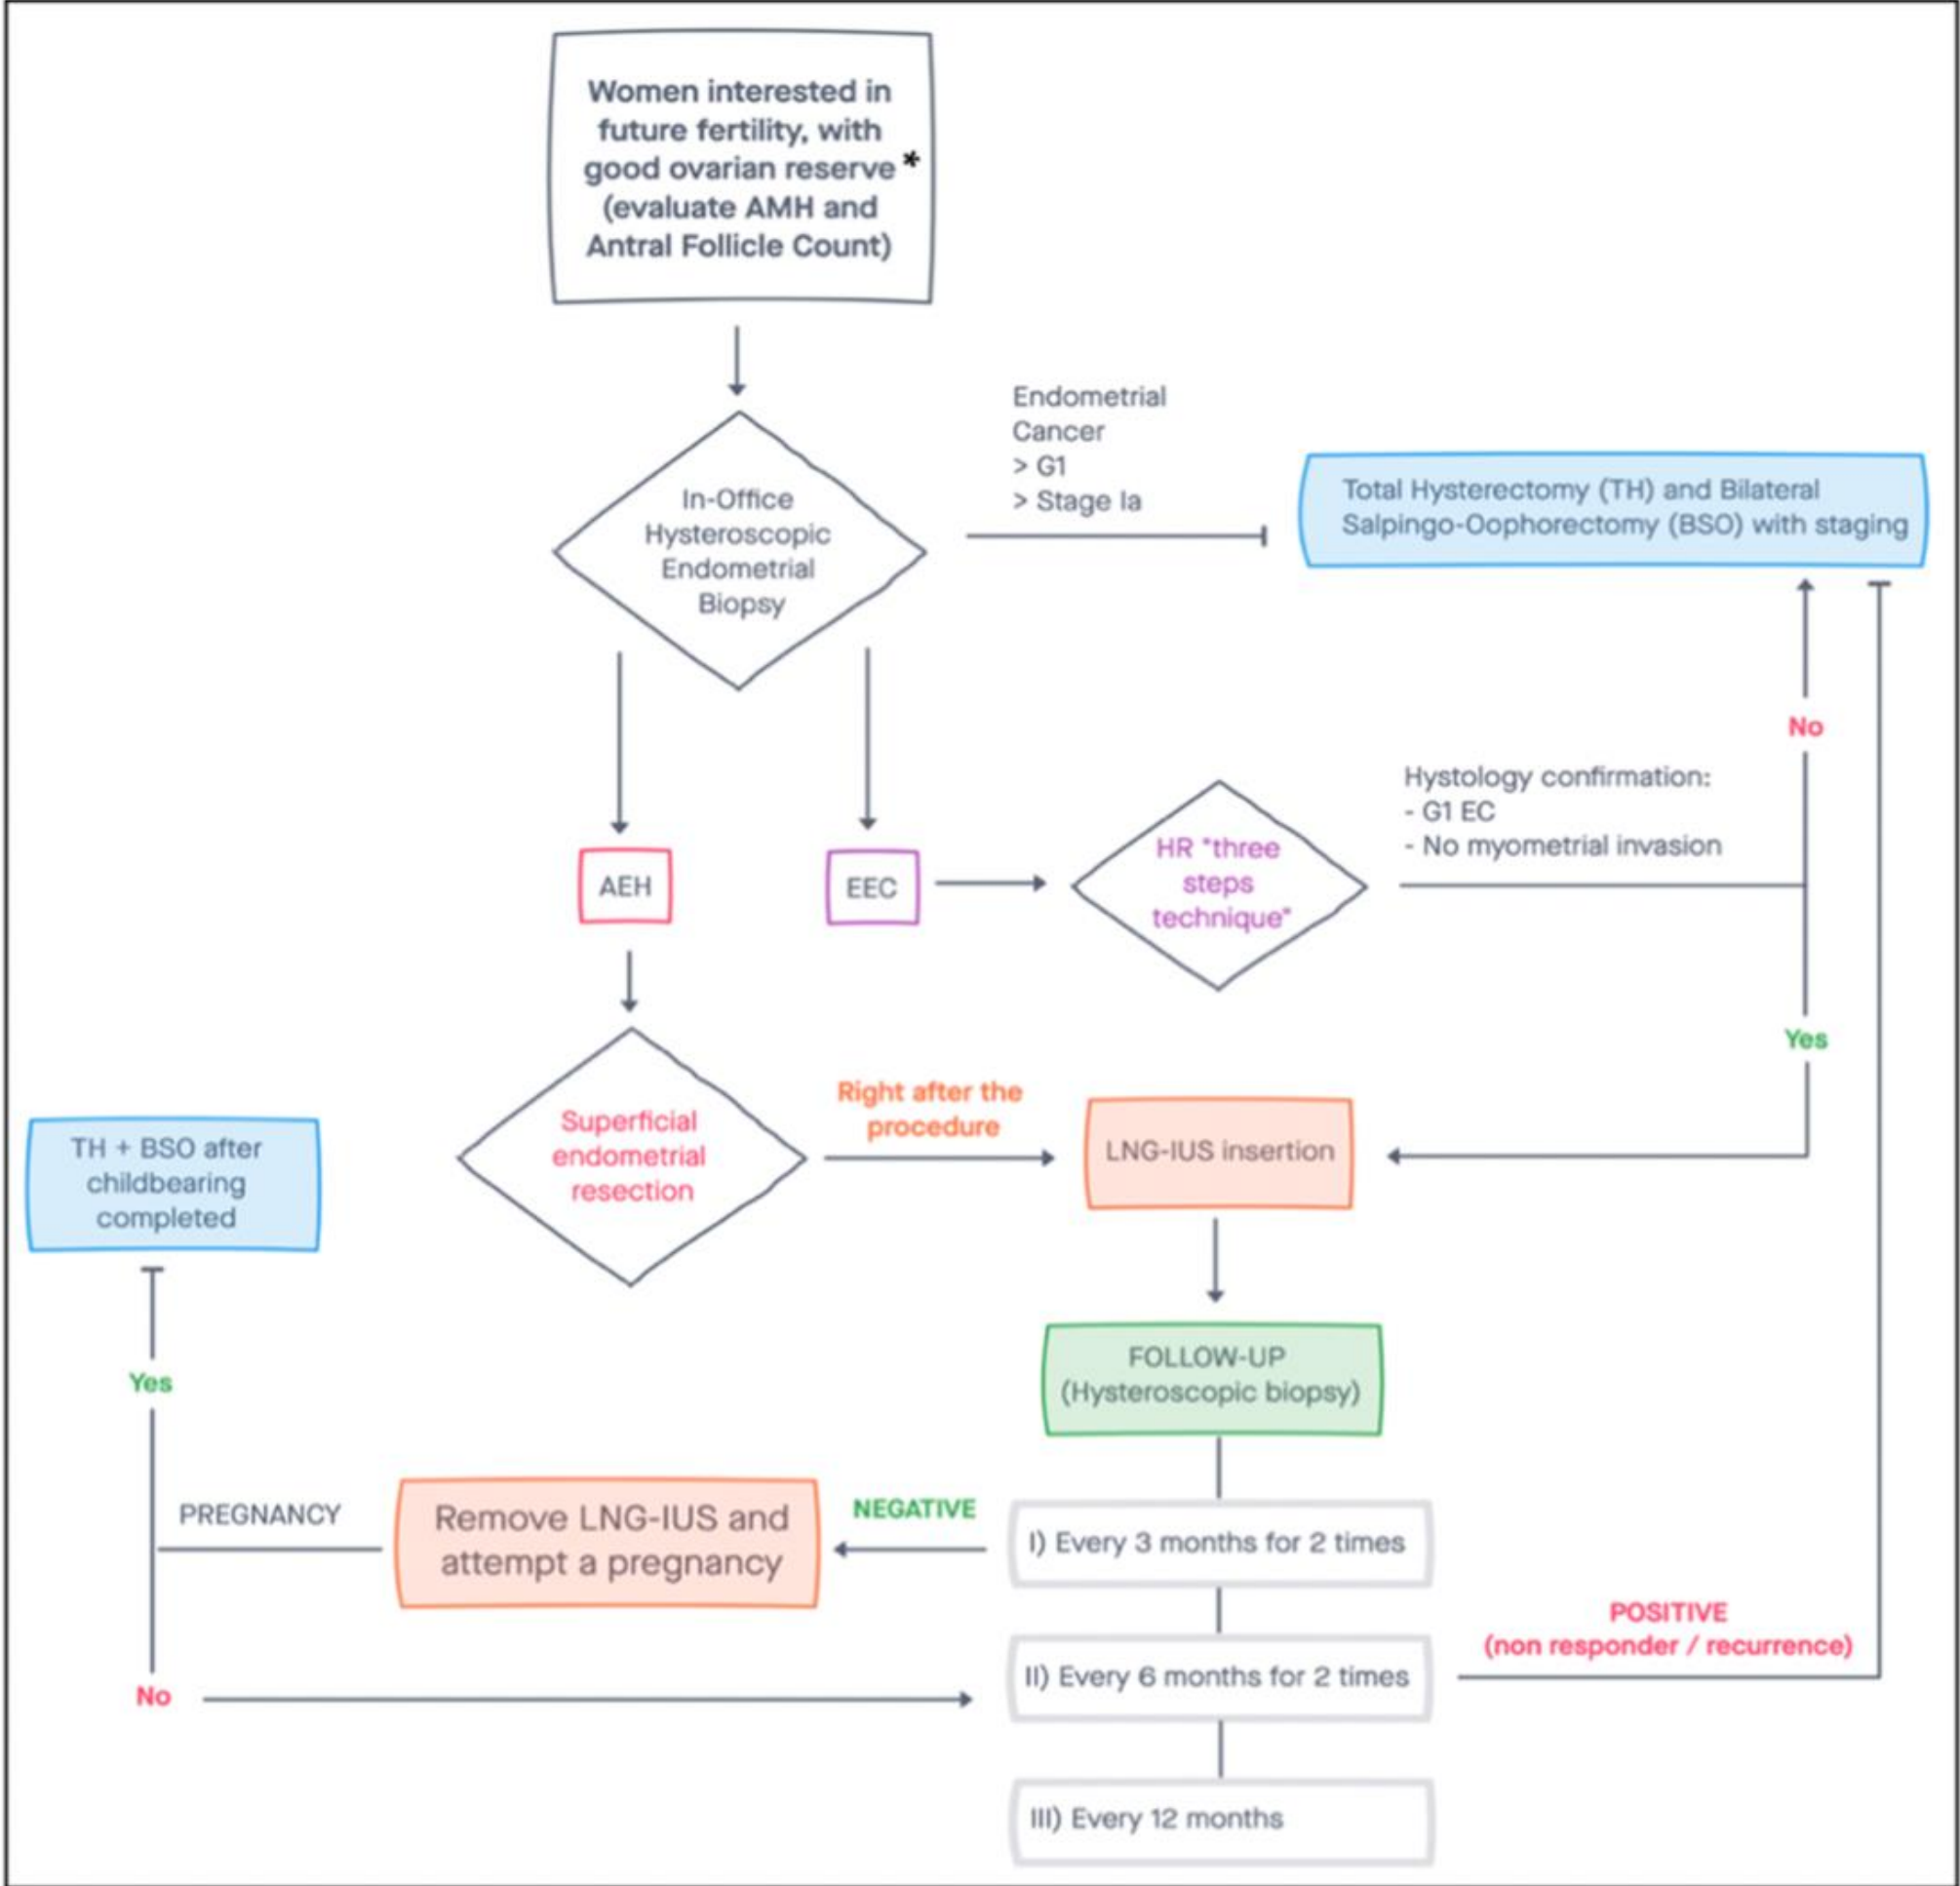 Women interested in
future fertility, with
good ovarian reserve *
(evaluate AMH and
Antral Follicle Count)
Endometrial
Cancer
> G1
> Stage Ia
In-Office
Hysteroscopic
Endometrial
Biopsy
Total Hysterectomy (TH) and Bilateral
Salpingo-Oophorectomy (BSO) with staging
No
Hystology confirmation:
- G1 EC
- No myometrial invasion
AEH
EEC
HR "three
steps
technique"
Yes
Superficial
endometrial
resection
Right after the
procedure
LNG-IUS insertion
TH + BSO after
childbearing
completed
FOLLOW-UP
(Hysteroscopic biopsy)
Yes
PREGNANCY
Remove LNG-IUS and
attempt a pregnancy
NEGATIVE
I) Every 3 months for 2 times
POSITIVE
(non responder / recurrence)
II) Every 6 months for 2 times
No
III) Every 12 months